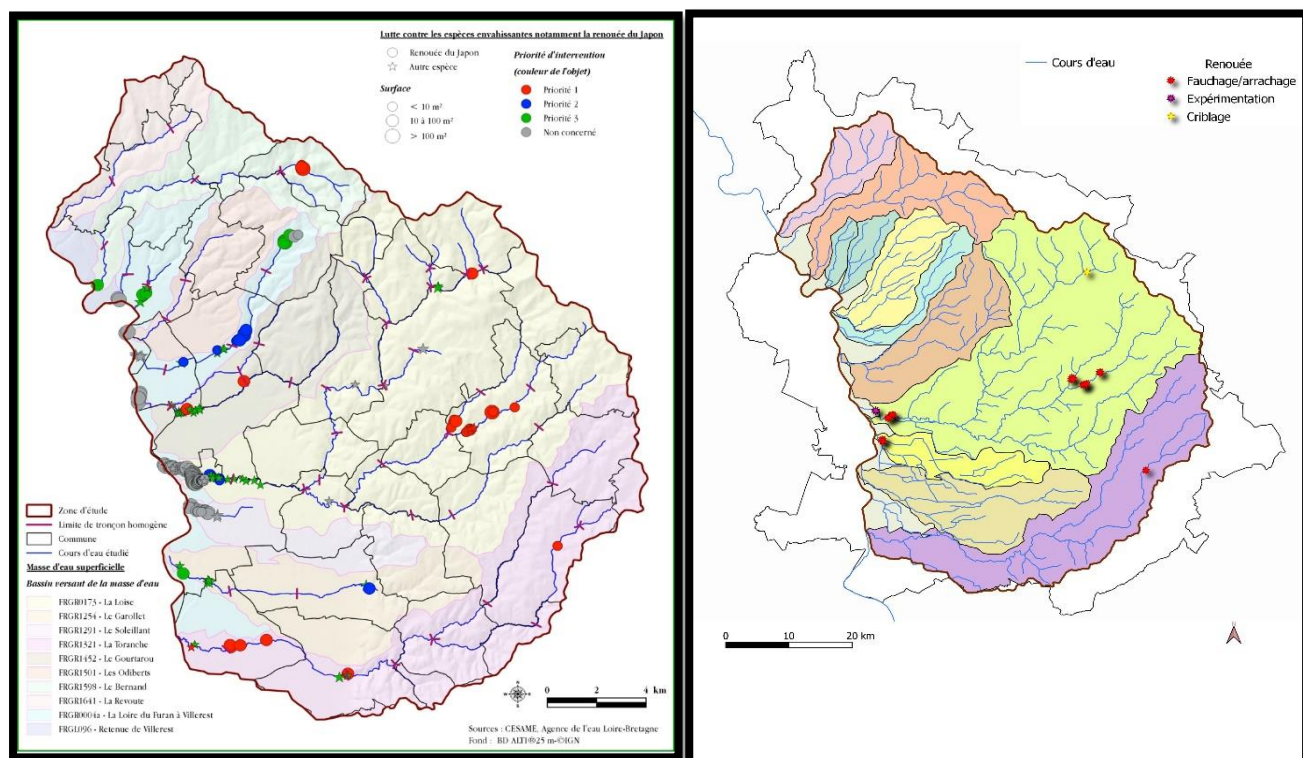 Lutte contre les espèces envahissantes notamment la renouée du Japon
Renouée du Japon
Autre espèce
Surface
< 10 m²
10 à 100 m²
> 100 m²
Priorité d'intervention
(couleur de l'objet)
Priorité 1
Priorité 2
Priorité 3
Non concerné
Zone d'étude
Limite de tronçon homogène
Commune
Cours d'eau étudié
Masse d'eau superficielle
Bassin versant de la masse d'eau
FRGR0173 - La Loise
FRGR1254 - Le Garollet
FRGR1291 - Le Soleillant
FRGR1321 - La Toranche
FRGR1452 - Le Gourtarou
FRGR1501 - Les Odiberts
FRGR1598 - Le Bernand
FRGR1641 - La Revoute
FRGR0004a - La Loire du Furan à Villerest
FRGL096 - Retenue de Villerest
0 2 4 km
Sources : CESAME, Agence de l'eau Loire-Bretagne
Fond : BD ALTI®25 m-©IGN
Cours d'eau
Renouée
Fauchage/arrachage
Expérimentation
Criblage
0 10 20 km